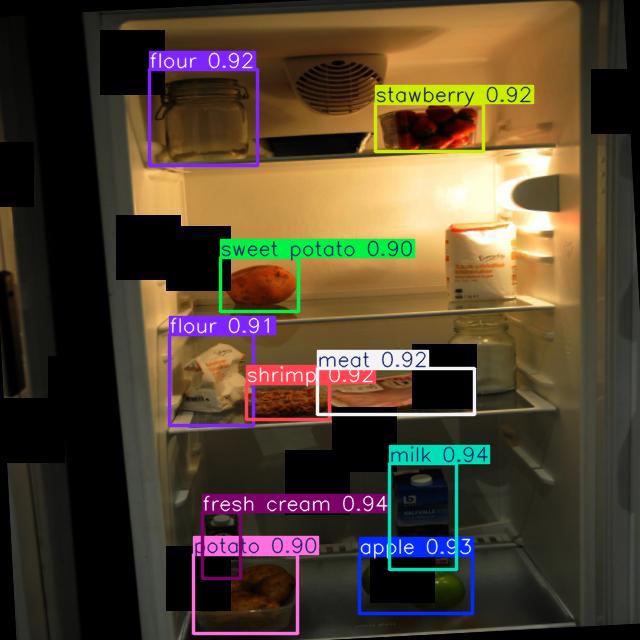 flour 0.92
stawberry 0.92
sweet potato 0.90
flour 0.91
meat 0.92
shrimp 0.92
milk 0.94
fresh cream 0.94
potato 0.90
apple 0.93